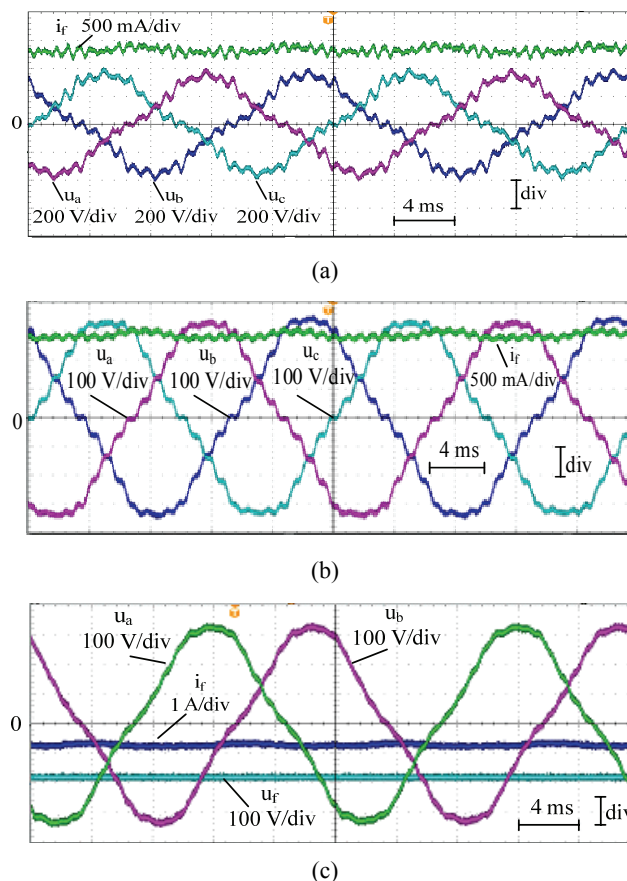 i_f
500 mA/div
0
u_a u_b u_c
200 V/div 200 V/div 200 V/div
4 ms
div
(a)
u_a u_b u_c
100 V/div 100 V/div 100 V/div
i_f
500 mA/div
0
4 ms
div
(b)
u_a
100 V/div
u_b
100 V/div
i_f
1 A/div
0
u_f
100 V/div
4 ms
div
(c)